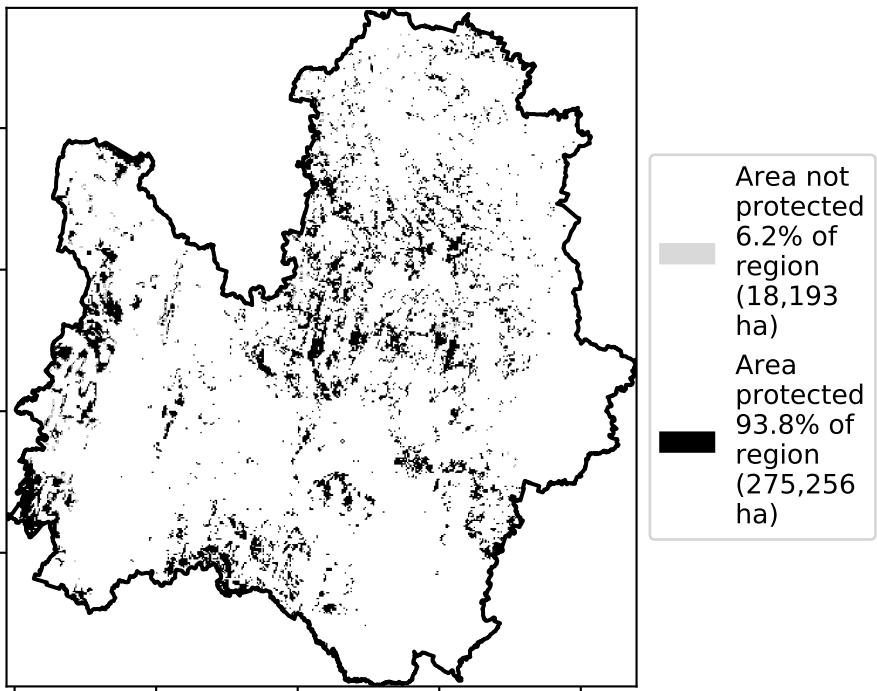 Area not
protected
6.2% of
region
(18,193
ha)
Area
protected
93.8% of
region
(275,256
ha)